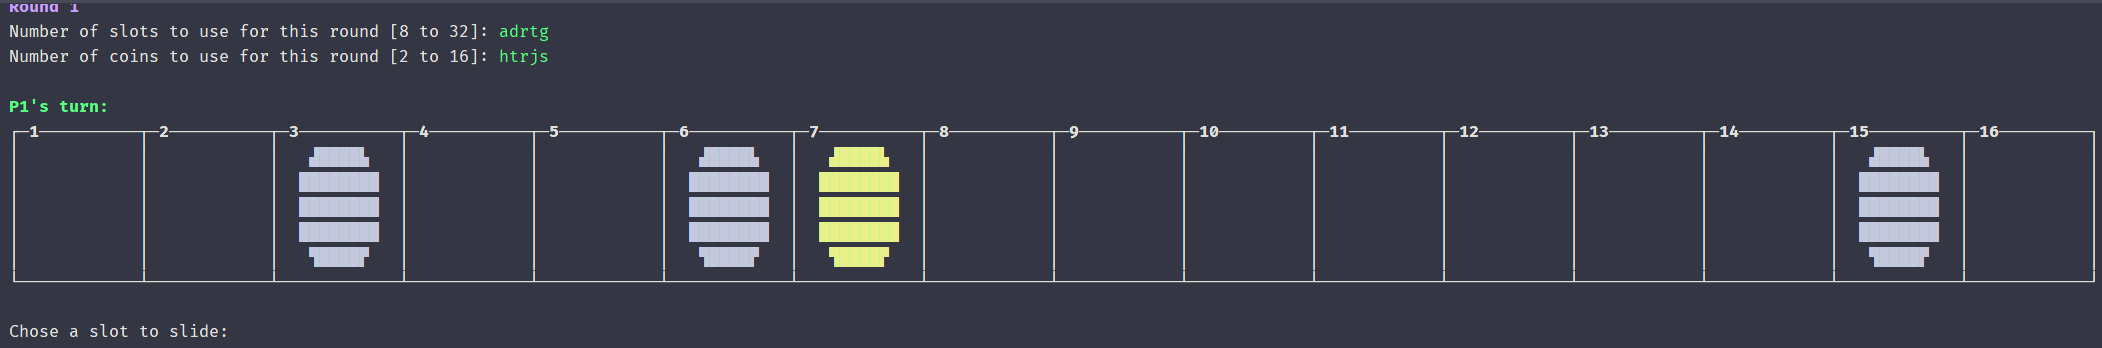 Round 1
Number of slots to use for this round [8 to 32]: adrtg
Number of coins to use for this round [2 to 16]: htrjs
P1's turn:
1 2 3 4 5 6 7 8 9 10 11 12 13 14 15 16
Chose a slot to slide: